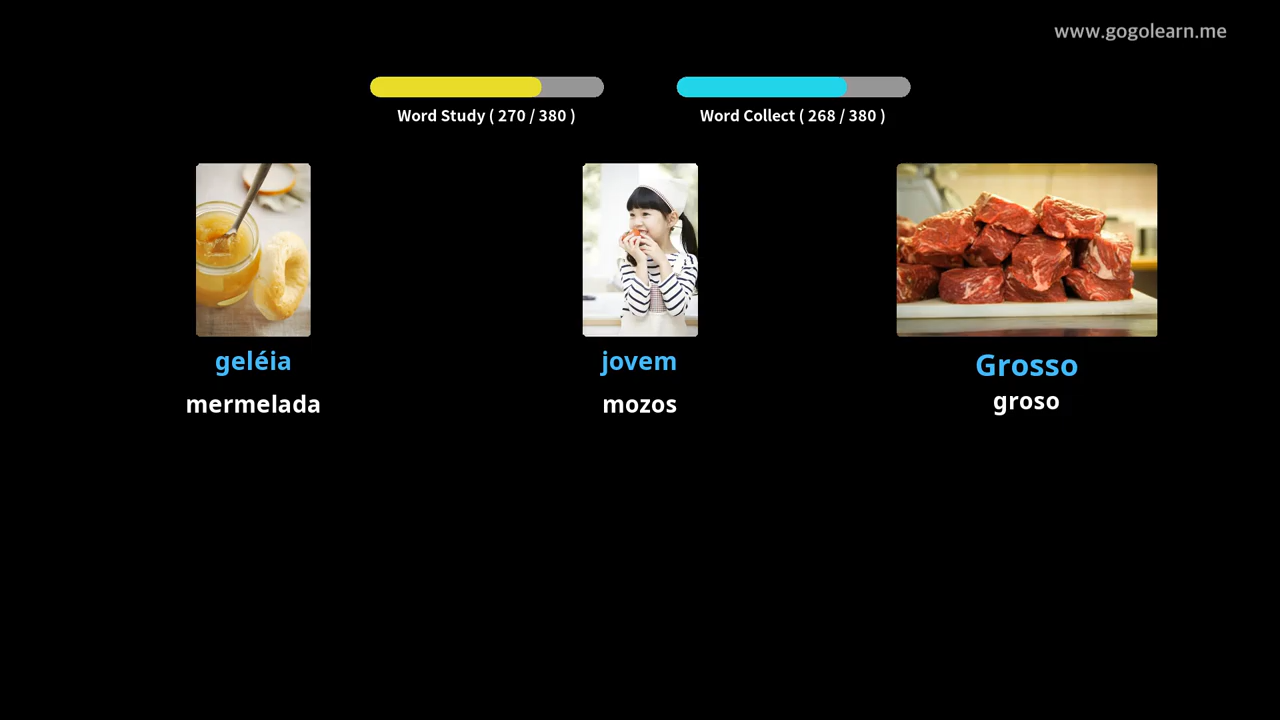 www.gogolearn.me
Word Study ( 270 / 380 )
Word Collect ( 268 / 380 )
geléia
mermelada
jovem
mozos
Grosso
groso